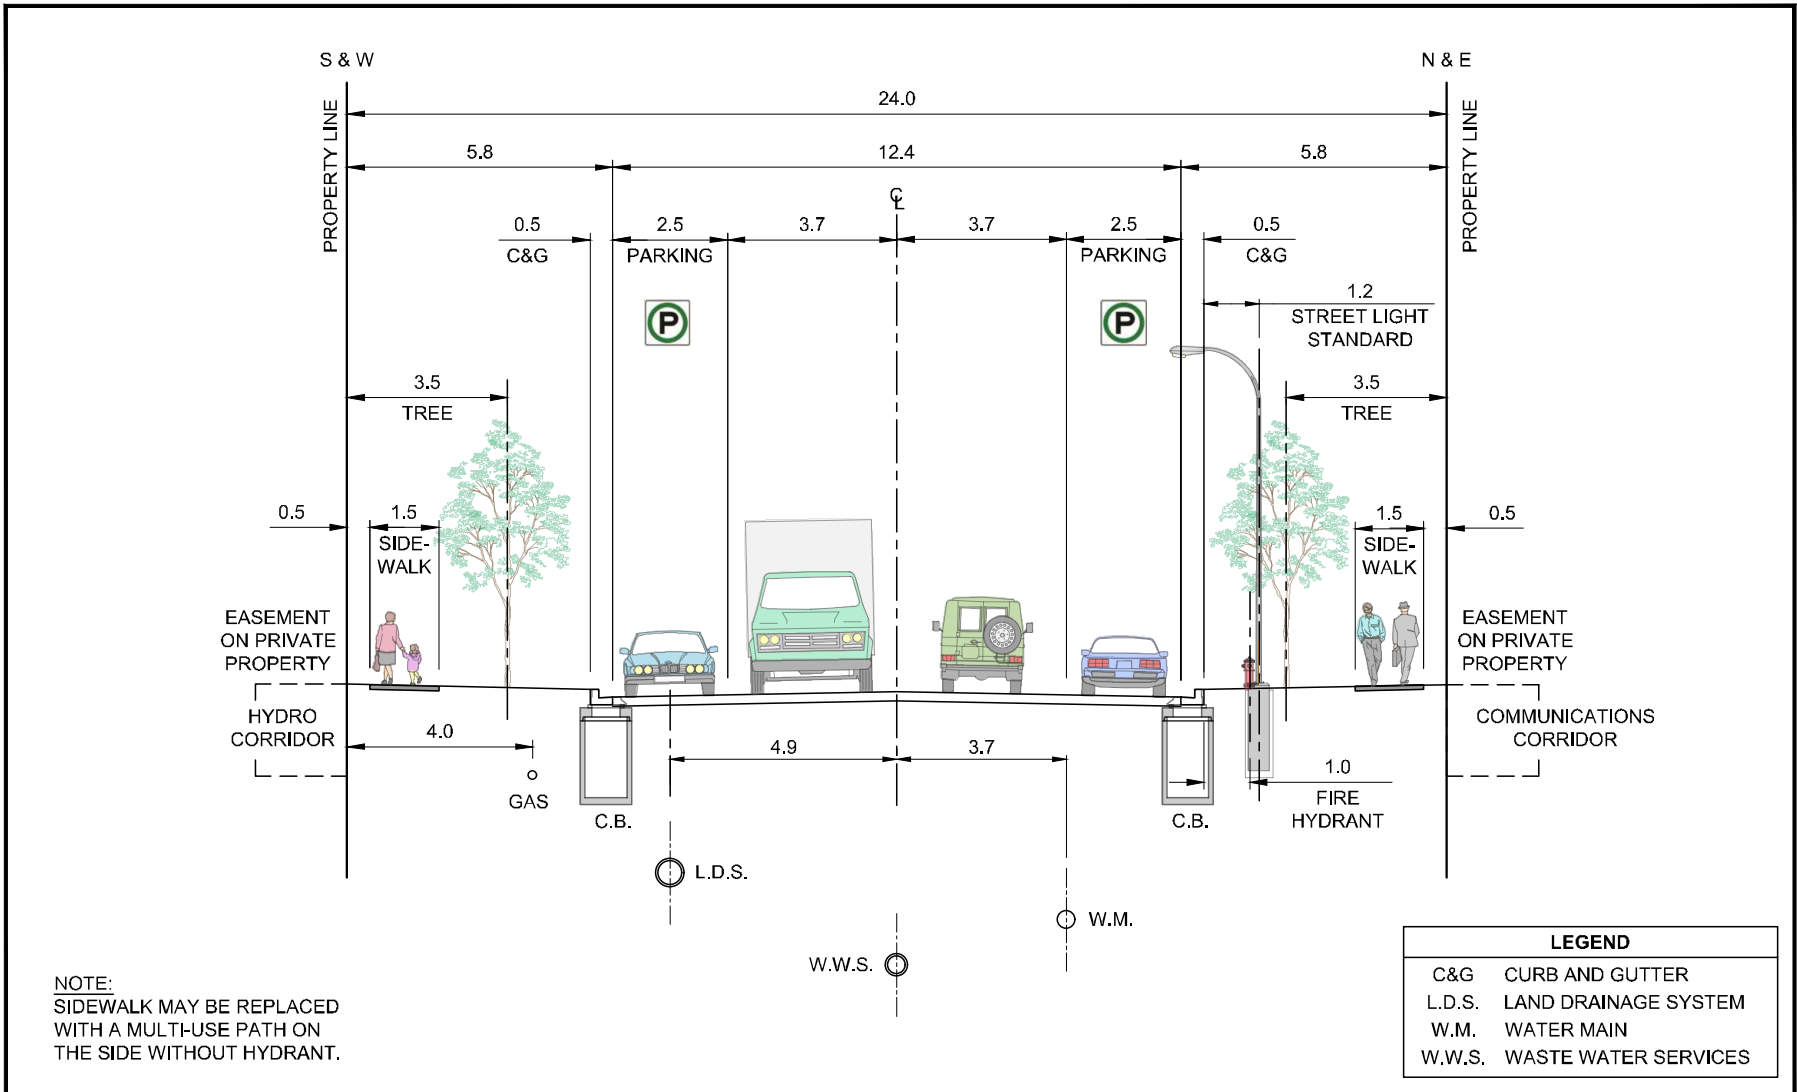 S & W
N & E
PROPERTY LINE
PROPERTY LINE
24.0
5.8
12.4
5.8
℄
0.5
C&G
2.5
PARKING
3.7
3.7
2.5
PARKING
0.5
C&G
P
P
1.2
STREET LIGHT
STANDARD
3.5
TREE
3.5
TREE
0.5
1.5
SIDE-
WALK
1.5
SIDE-
WALK
0.5
EASEMENT
ON PRIVATE
PROPERTY
EASEMENT
ON PRIVATE
PROPERTY
HYDRO
CORRIDOR
COMMUNICATIONS
CORRIDOR
4.0
GAS
4.9
3.7
1.0
FIRE
HYDRANT
C.B.
C.B.
L.D.S.
W.M.
W.W.S.
NOTE:
SIDEWALK MAY BE REPLACED
WITH A MULTI-USE PATH ON
THE SIDE WITHOUT HYDRANT.
LEGEND
C&G CURB AND GUTTER
L.D.S. LAND DRAINAGE SYSTEM
W.M. WATER MAIN
W.W.S. WASTE WATER SERVICES